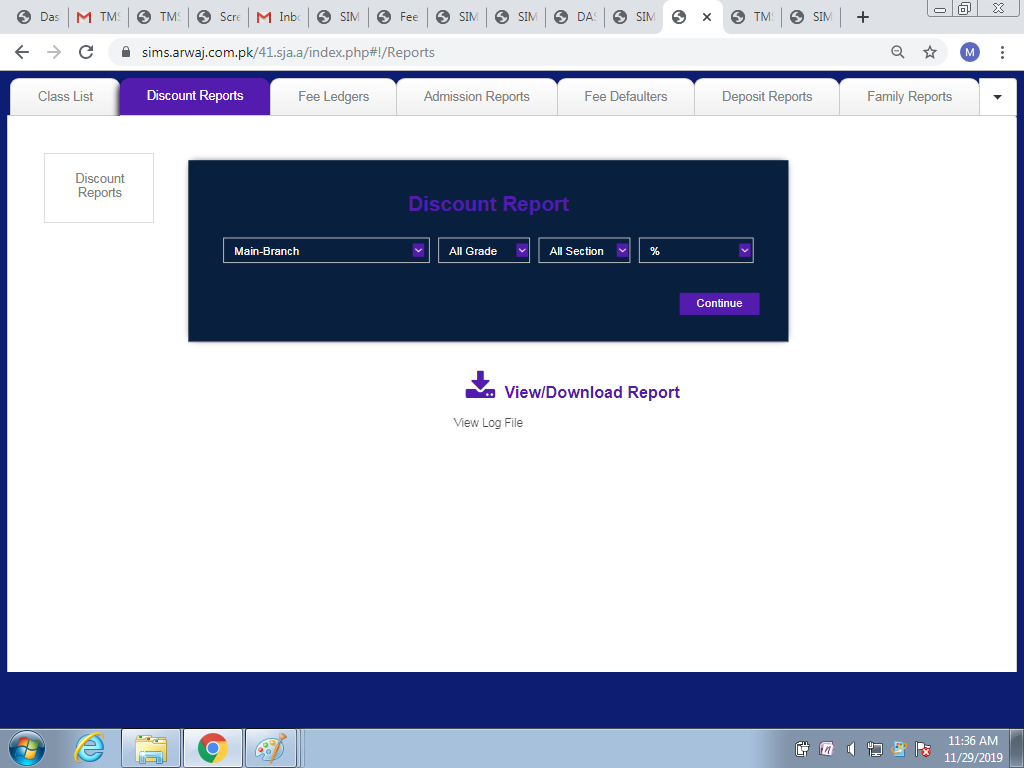 Das TMS TMS Scre Inbo SIM Fee SIM SIM DAS SIM TMS SIM
sims.arwaj.com.pk/41.sja.a/index.php#!/Reports
M
Class List Discount Reports Fee Ledgers Admission Reports Fee Defaulters Deposit Reports Family Reports
Discount
Reports
Discount Report
Main-Branch All Grade All Section %
Continue
View/Download Report
View Log File
11:36 AM
11/29/2019